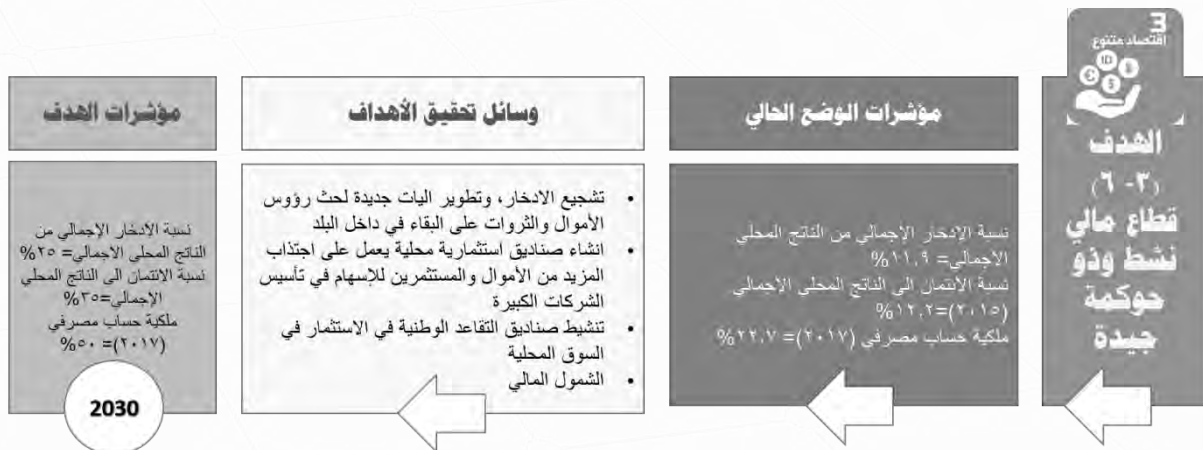 3
اقتصاد متنوع
الهدف
(٣- ٦)
قطاع مالي
نشط وذو
حوكمة
جيدة
مؤشرات الوضع الحالي
نسبة الإدخار الاجمالي من الناتج المحلي
الاجمالي= ١١,٩%
نسبة الائتمان الى الناتج المحلي الاجمالي
(٢٠١٥)=١٢,٢%
ملكية حساب مصرفي (٢٠١٧)= ٢٢,٧%
وسائل تحقيق الأهداف
• تشجيع الادخار، وتطوير اليات جديدة لحث رؤوس
الأموال والثروات على البقاء في داخل البلد
• انشاء صناديق استثمارية محلية يعمل على اجتذاب
المزيد من الأموال والمستثمرين للإسهام في تأسيس
الشركات الكبيرة
• تنشيط صناديق التقاعد الوطنية في الاستثمار في
السوق المحلية
• الشمول المالي
مؤشرات الهدف
نسبة الادخار الإجمالي من
الناتج المحلي الاجمالي= ٢٥%
نسبة الائتمان الى الناتج المحلي
الإجمالي=٣٥%
ملكية حساب مصرفي
(٢٠١٧)= ٥٠%
2030